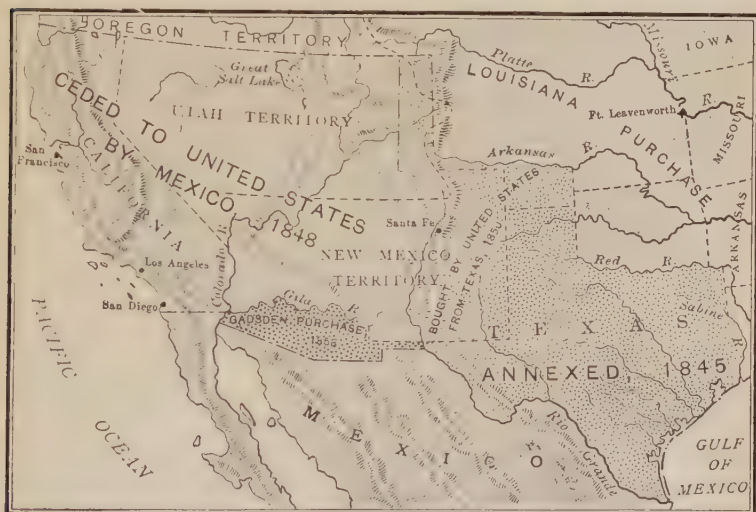 OREGON TERRITORY
Platte R.
Missouri R.
IOWA
LOUISIANA PURCHASE
Great
Salt Lake
UTAH TERRITORY
Ft. Leavenworth
MISSOURI
CEDED TO UNITED STATES
BY MEXICO 1848
San
Francisco
CALIFORNIA
Arkansas R.
ARKANSAS
Santa Fe
BOUGHT BY UNITED STATES
FROM TEXAS, 1850
NEW MEXICO
TERRITORY
Los Angeles
Colorado R.
Red R.
San Diego
Gila R.
GADSDEN PURCHASE
Sabine R.
TEXAS
ANNEXED, 1845
PACIFIC
OCEAN
MEXICO
Rio Grande
GULF
OF
MEXICO